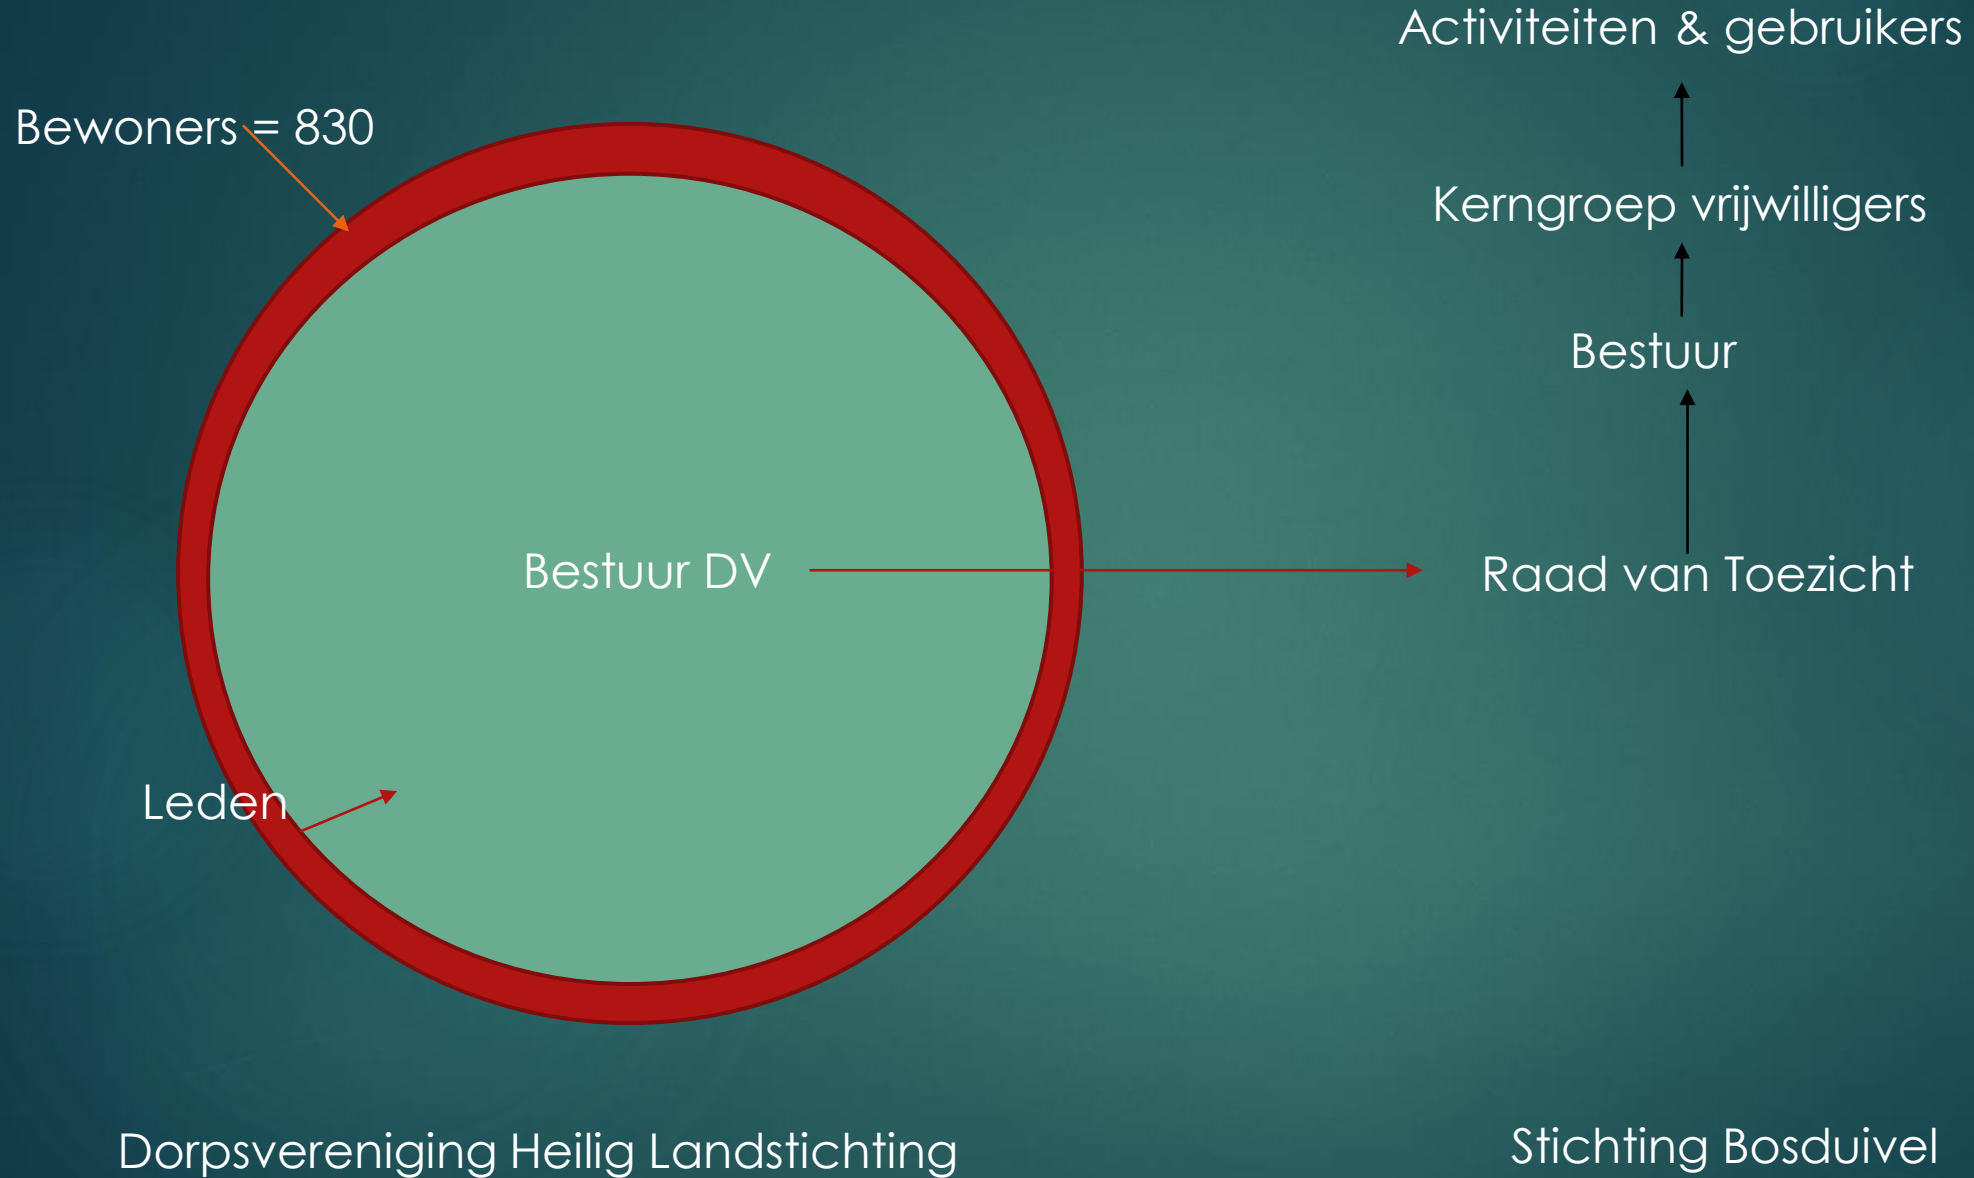 Activiteiten & gebruikers
Bewoners = 830
Kerngroep vrijwilligers
Bestuur
Bestuur DV
Raad van Toezicht
Leden
Dorpsvereniging Heilig Landstichting
Stichting Bosduivel